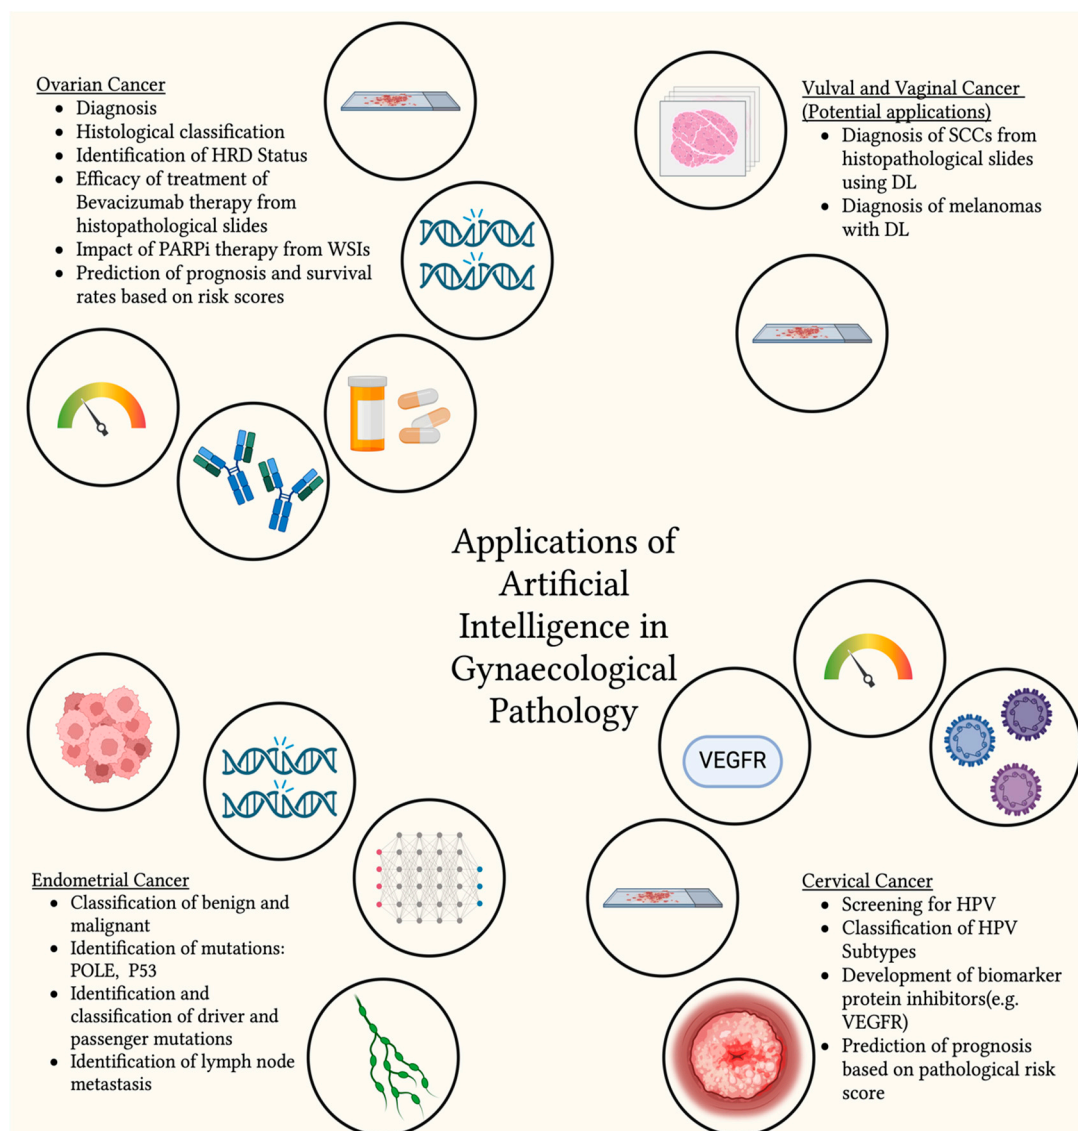 Ovarian Cancer
• Diagnosis
• Histological classification
• Identification of HRD Status
• Efficacy of treatment of
Bevacizumab therapy from
histopathological slides
• Impact of PARPi therapy from WSIs
• Prediction of prognosis and survival
rates based on risk scores
Vulval and Vaginal Cancer
(Potential applications)
• Diagnosis of SCCs from
histopathological slides
using DL
• Diagnosis of melanomas
with DL
Applications of
Artificial
Intelligence in
Gynaecological
Pathology
VEGFR
Endometrial Cancer
• Classification of benign and
malignant
• Identification of mutations:
POLE, P53
• Identification and
classification of driver and
passenger mutations
• Identification of lymph node
metastasis
Cervical Cancer
• Screening for HPV
• Classification of HPV
Subtypes
• Development of biomarker
protein inhibitors(e.g.
VEGFR)
• Prediction of prognosis
based on pathological risk
score